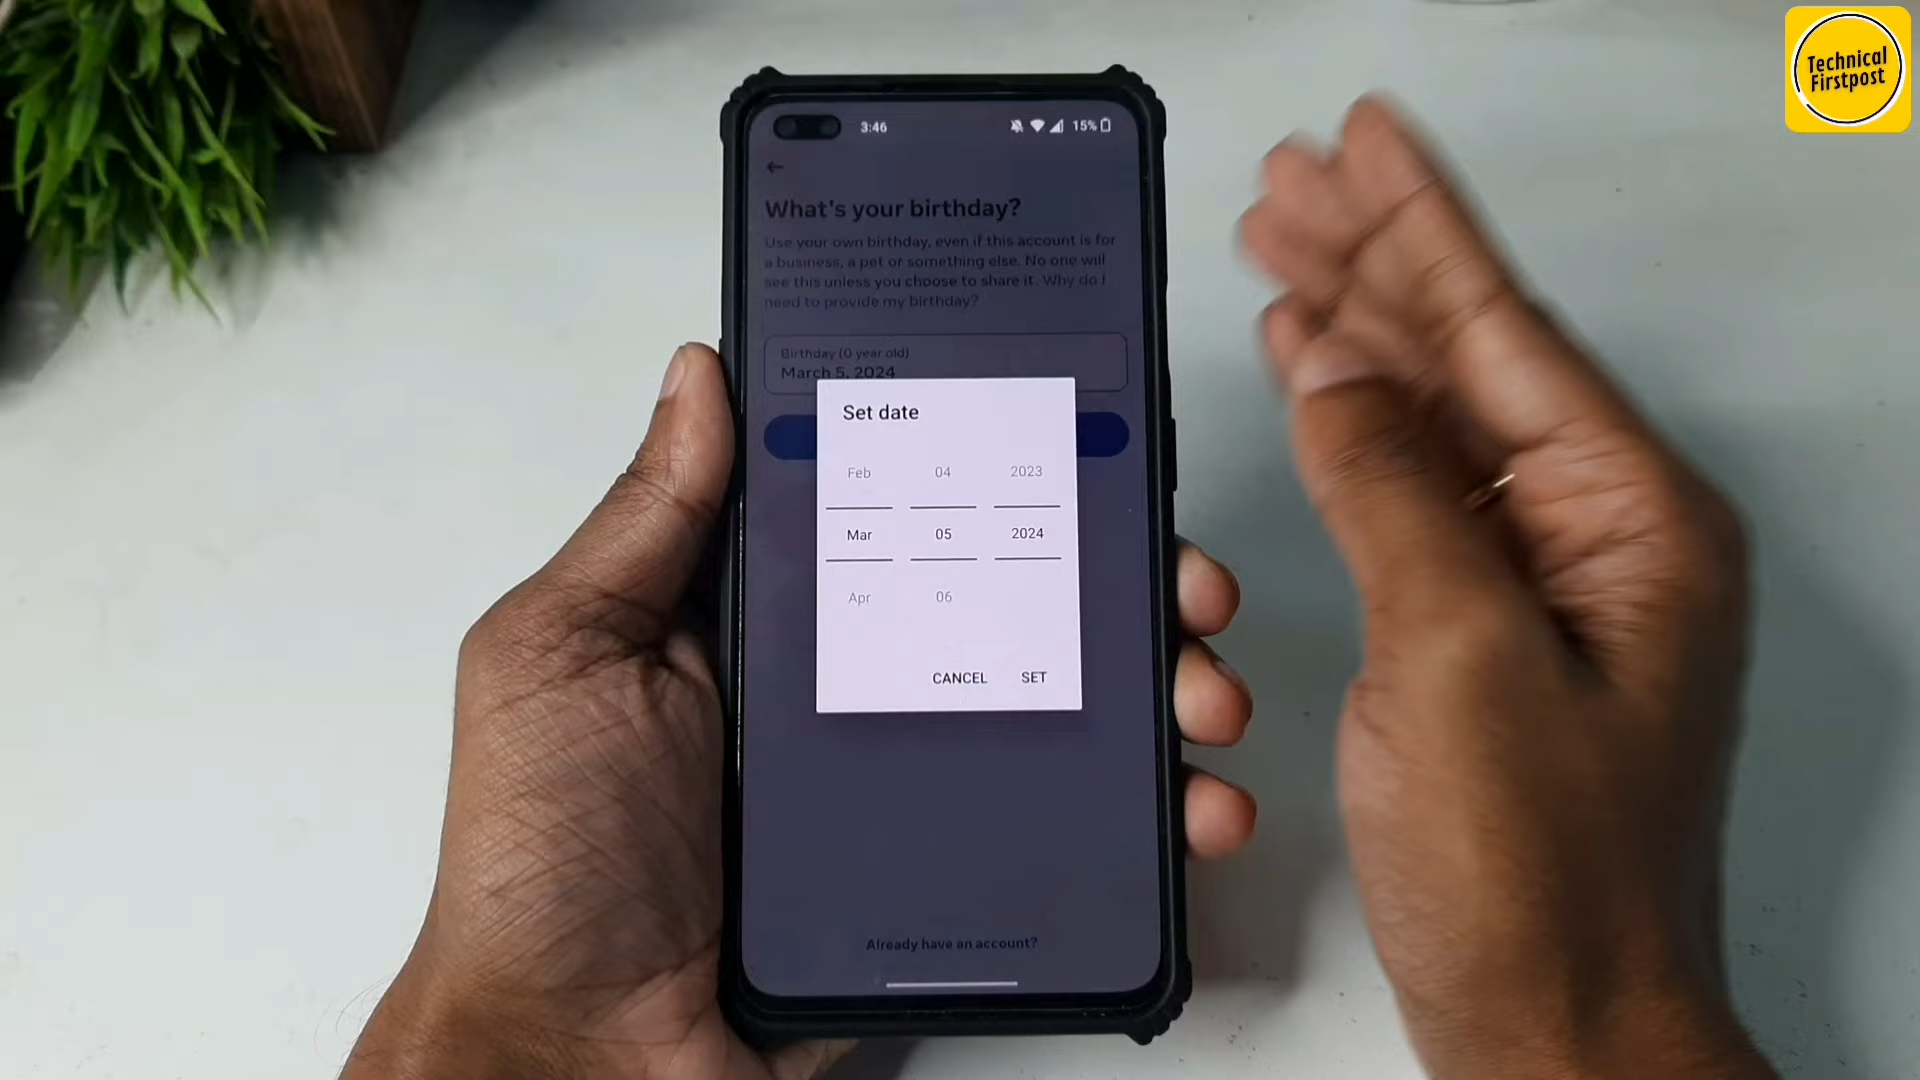 Technical
Firstpost
3:46
15%
What's your birthday?
Use your own birthday, even if this account is for
a business, a pet or something else. No one will
see this unless you choose to share it. Why do I
need to provide my birthday?
Birthday (0 year old)
March 5, 2024
Set date
Feb 04 2023
Mar 05 2024
Apr 06
CANCEL SET
Already have an account?